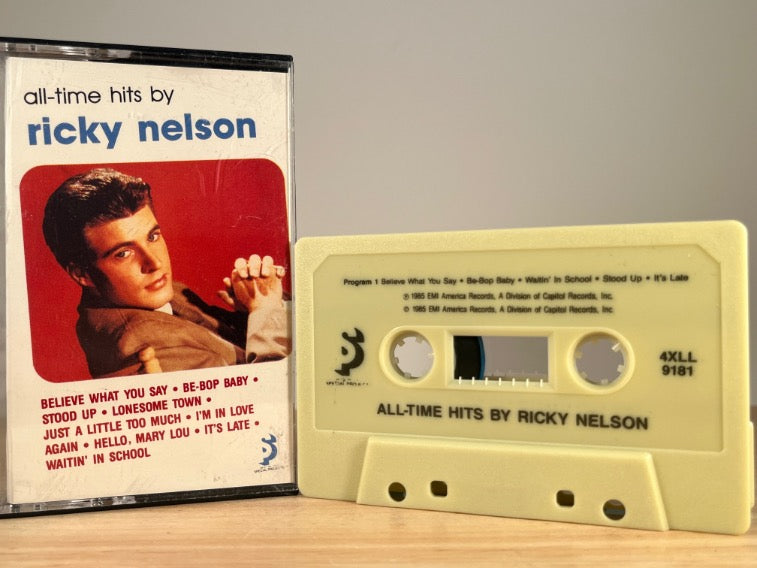 all-time hits by
ricky nelson
BELIEVE WHAT YOU SAY • BE-BOP BABY •
STOOD UP • LONESOME TOWN •
JUST A LITTLE TOO MUCH • I'M IN LOVE
AGAIN • HELLO, MARY LOU • IT'S LATE •
WAITIN' IN SCHOOL
Program 1 Believe What You Say • Be-Bop Baby • Waitin' In School • Stood Up • It's Late
℗ 1985 EMI America Records, A Division of Capitol Records, Inc.
© 1985 EMI America Records, A Division of Capitol Records, Inc
SPECIAL PROJECTS
4XLL
9181
ALL-TIME HITS BY RICKY NELSON